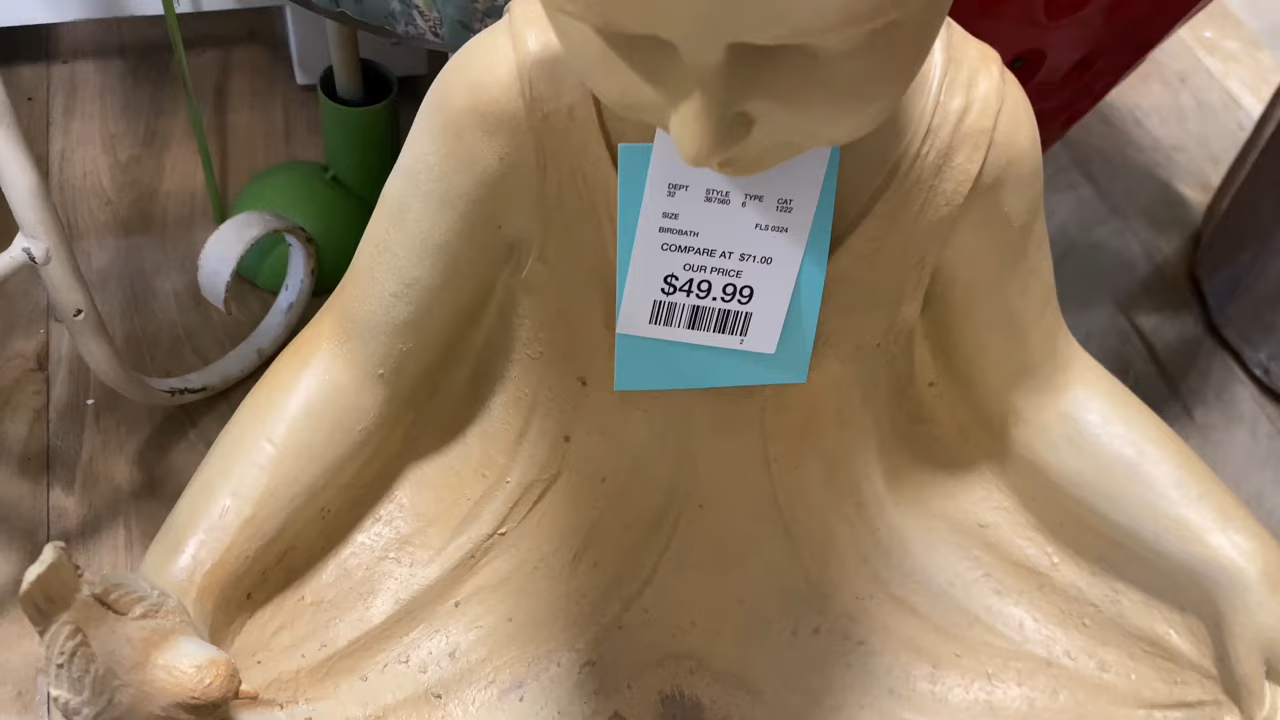 DEPT STYLE TYPE CAT
32 367560 6 1222
SIZE FLS 0324
BIRDBATH
COMPARE AT $71.00
OUR PRICE
$49.99
2